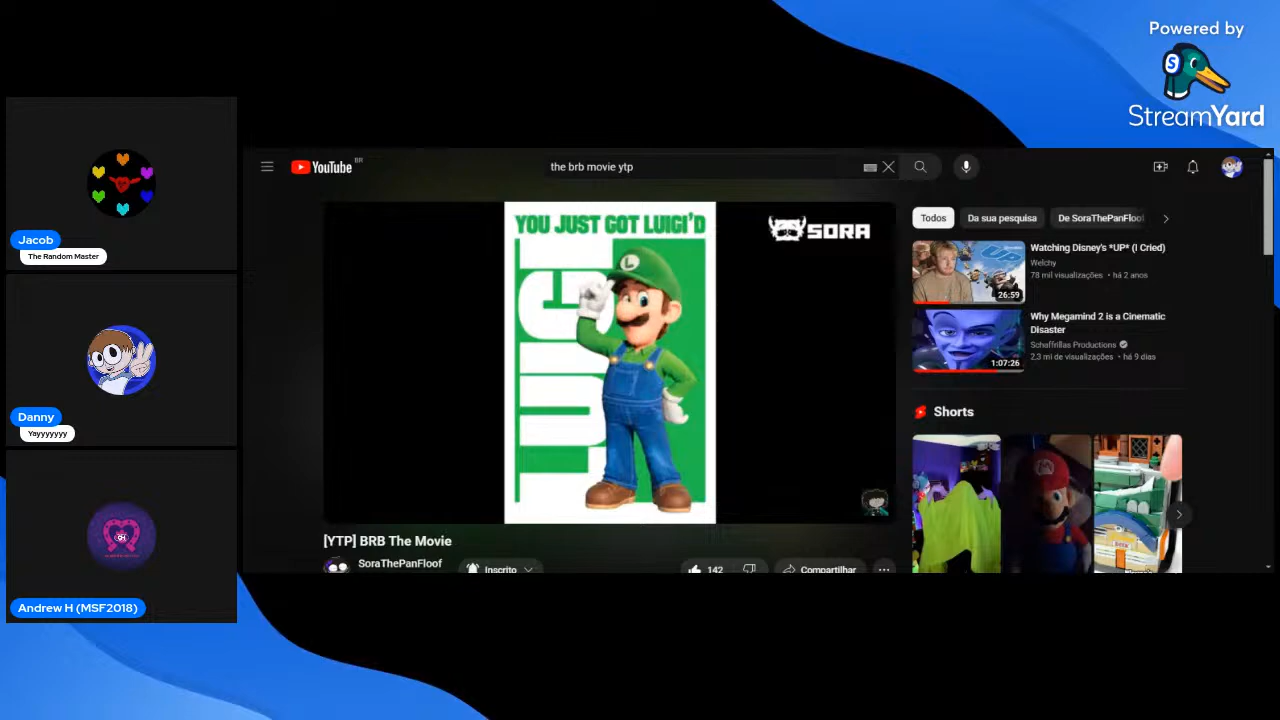 Powered by
StreamYard
Jacob
The Random Master
Danny
Yayyyyyyy
Andrew H (MSF2018)
YouTube BR
the brb movie ytp
YOU JUST GOT LUIGI'D
LUIGI
SORA
[YTP] BRB The Movie
SoraThePanFloof
Inscrito
142
Compartilhar
Todos
Da sua pesquisa
De SoraThePanFloof
Watching Disney's *UP* (I Cried)
Welchy
78 mil visualizações • há 2 anos
26:59
Why Megamind 2 is a Cinematic
Disaster
Schaffrillas Productions
2,3 mi de visualizações • há 9 dias
1:07:26
Shorts